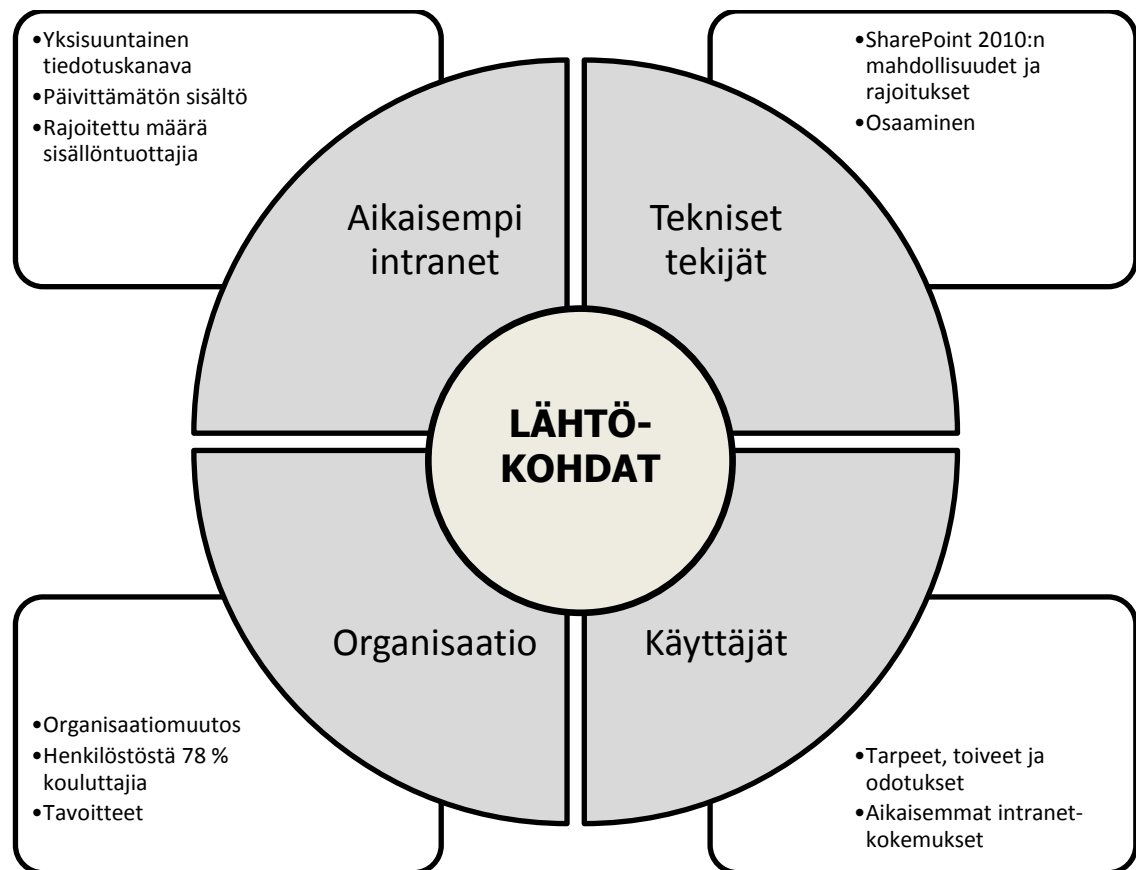 •Yksisuuntainen
tiedotuskanava
•Päivittämätön sisältö
•Rajoitettu määrä
sisällöntuottajia
•SharePoint 2010:n
mahdollisuudet ja
rajoitukset
•Osaaminen
Aikaisempi
intranet
Tekniset
tekijät
LÄHTÖ-
KOHDAT
Organisaatio
Käyttäjät
•Organisaatiomuutos
•Henkilöstöstä 78 %
kouluttajia
•Tavoitteet
•Tarpeet, toiveet ja
odotukset
•Aikaisemmat intranet-
kokemukset